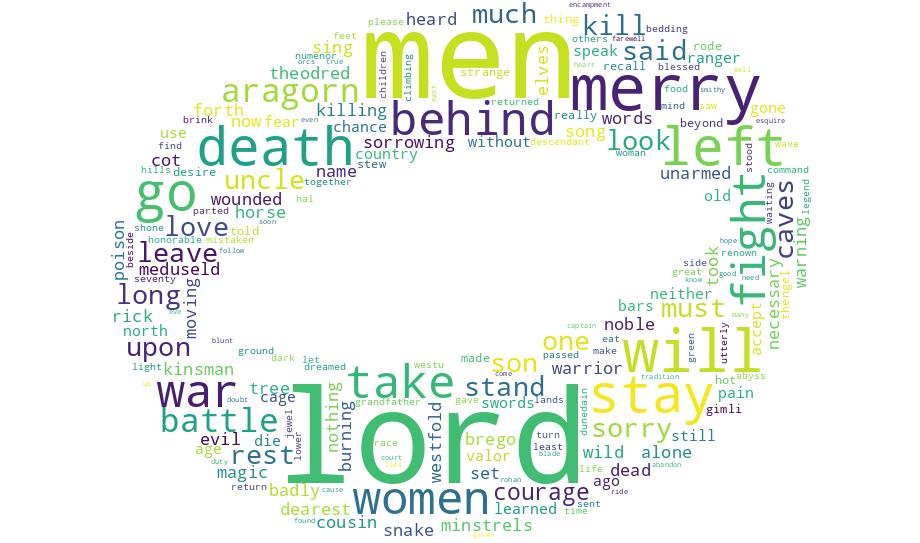 encampment
heard much please thing kill bedding
feet others farewell
sing men elves said speak rode
numenor children climbing strange heart merry ranger
orcs true recall blessed well
theodred food smithy
aragorn behind returned words mind saw
brink forth now fear killing really song beyond gone esquire
even chance without descendant look left wave
use death sorrowing woman
find cot country stood command
hills desire uncle name stew together unarmed
go wounded horse hal old fight waiting caves legend
parted love told soon
shone honorable mistaken
poison beside leave follow side hope renown warning
meduseld great know good need took
seventy long eve moving neither necessary thengel
rick bars must many
north noble captain accept
upon blunt one eat will utterly green
light ground passed make
kinsman dark let dreamed westu made son warrior hot abyss
us doubt tree take come tradition pain
war cage grandfather gave stand swords lands stay gimli
battle jewel lower nothing race lord brego dunedain sorry still
evil die burning westfold valor turn
age rest court least wild alone
magic lies set blade life dead abandon
return duty cause women rohan courage ago ride
badly learned sent
dearest found cousin given time
snake minstrels